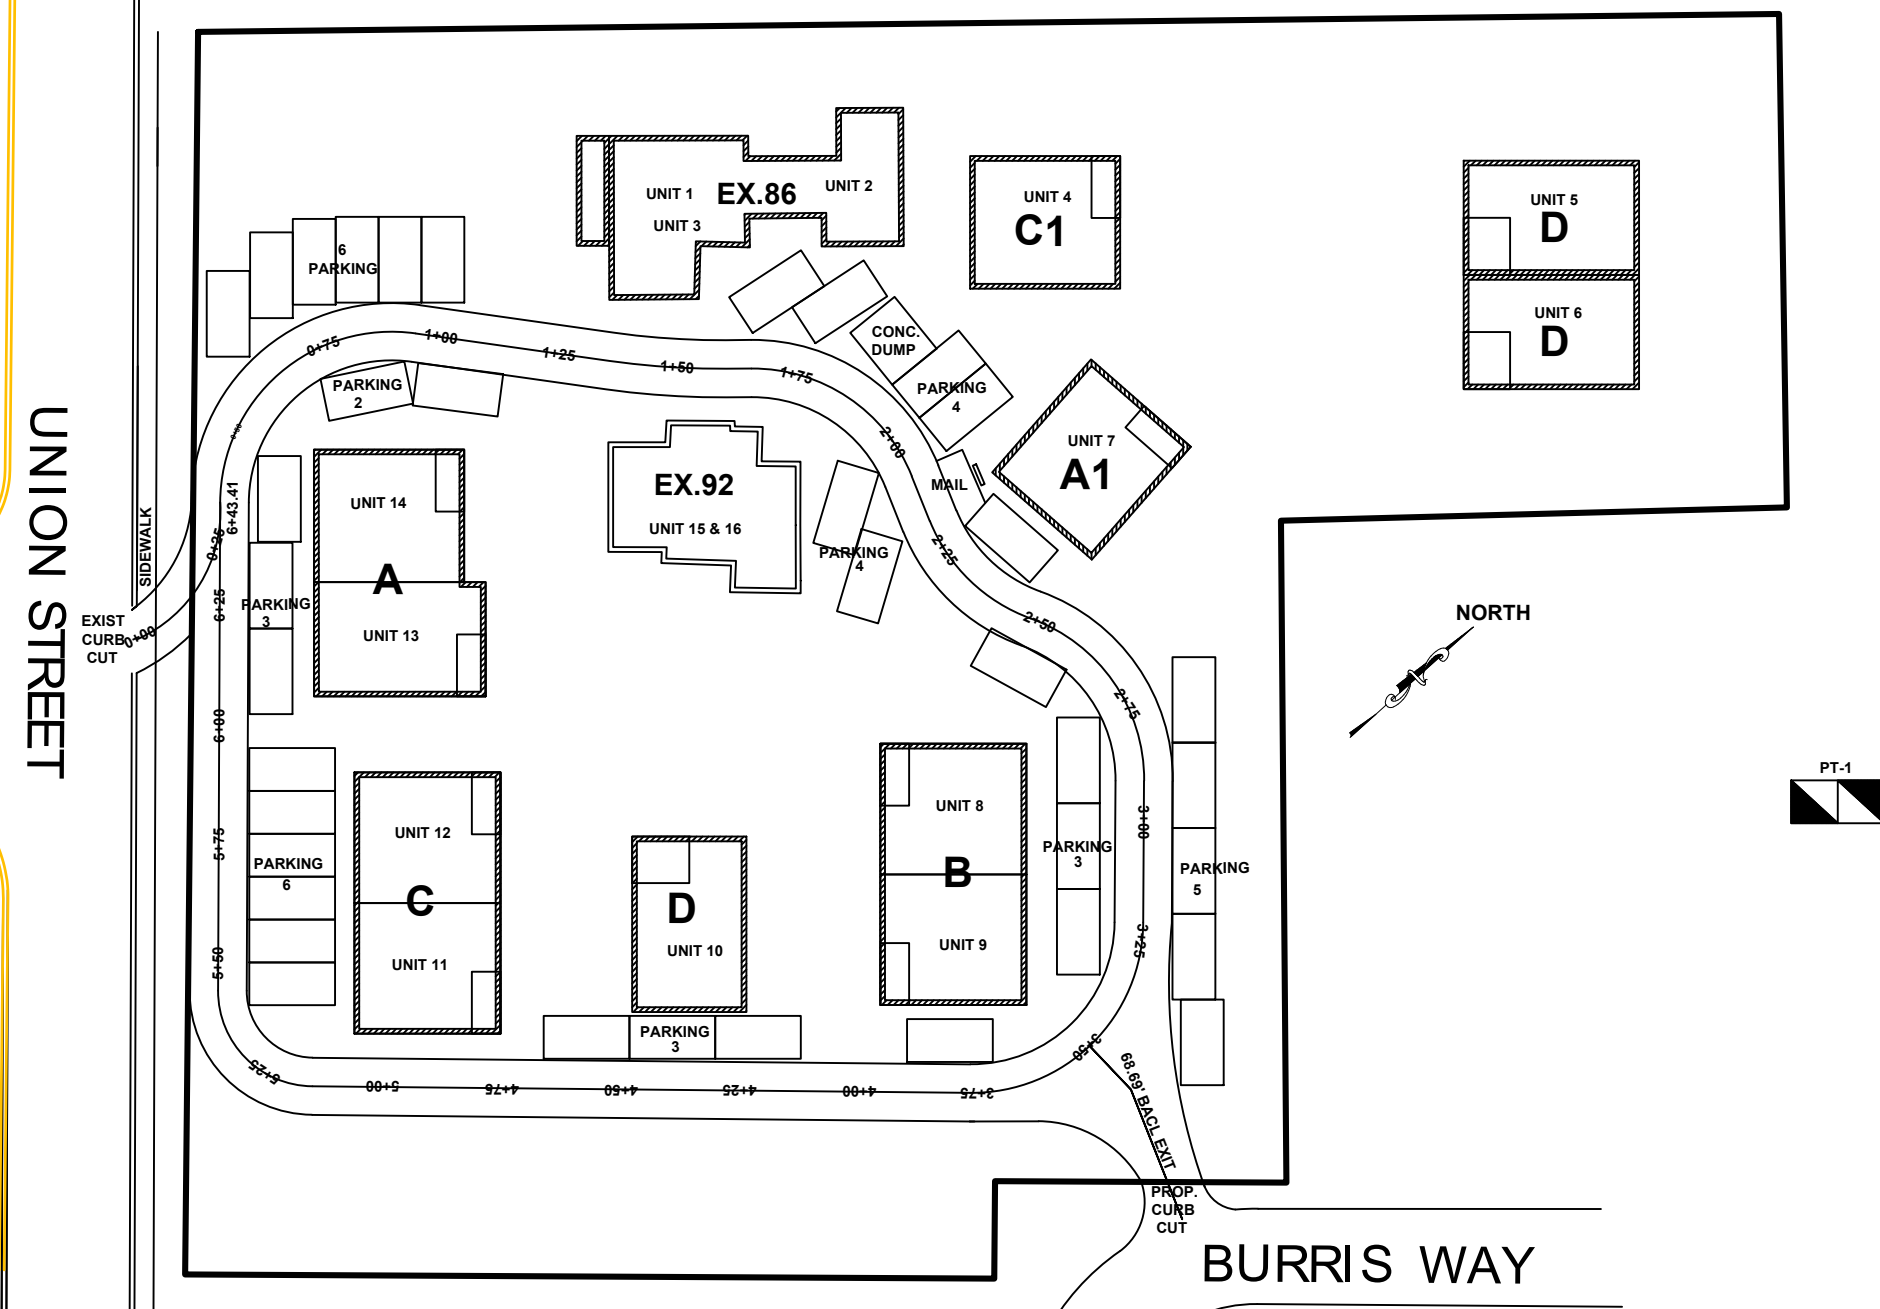 UNIT 1
EX.86
UNIT 2
UNIT 3
UNIT 4
C1
UNIT 5
D
UNIT 6
D
6
PARKING
0+75
1+00
1+25
1+50
1+75
CONC.
DUMP
PARKING
4
PARKING
2
0+50
2+00
UNIT 7
A1
MAIL
EX.92
UNIT 15 & 16
PARKING
4
2+25
UNION STREET
SIDEWALK
0+25
6+43.41
UNIT 14
A
UNIT 13
6+25
PARKING
3
EXIST
CURB
CUT
0+00
2+50
NORTH
2+75
6+00
PT-1
5+75
PARKING
6
UNIT 12
C
UNIT 11
D
UNIT 10
UNIT 8
B
UNIT 9
PARKING
3
3+00
PARKING
5
3+25
5+50
PARKING
3
5+25
5+00
4+75
4+50
4+25
4+00
3+75
3+50
68.69' BACL EXIT
PROP.
CURB
CUT
BURRIS WAY